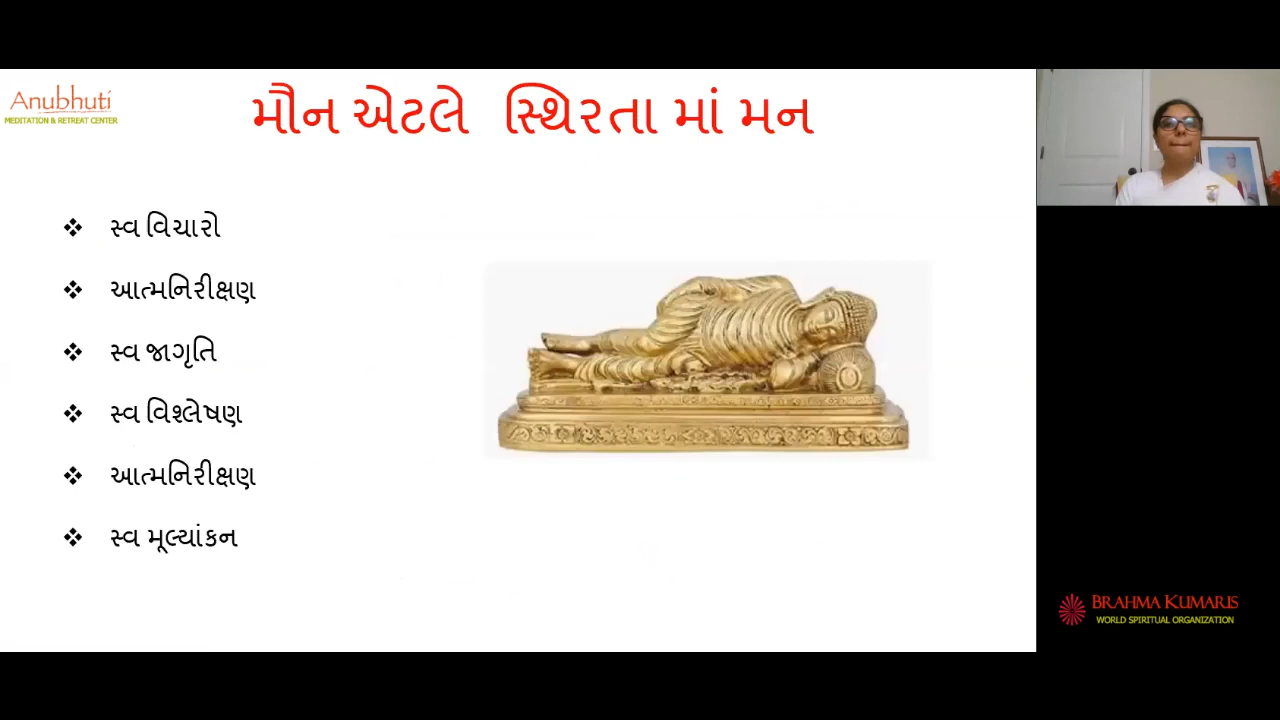 Anubhuti
MEDITATION & RETREAT CENTER
મૌન એટલે સ્થિરતા માં મન
સ્વ વિચારો
આત્મનિરીક્ષણ
સ્વ જાગૃતિ
સ્વ વિશ્લેષણ
આત્મનિરીક્ષણ
સ્વ મૂલ્યાંકન
BRAHMA KUMARIS
WORLD SPIRITUAL ORGANIZATION